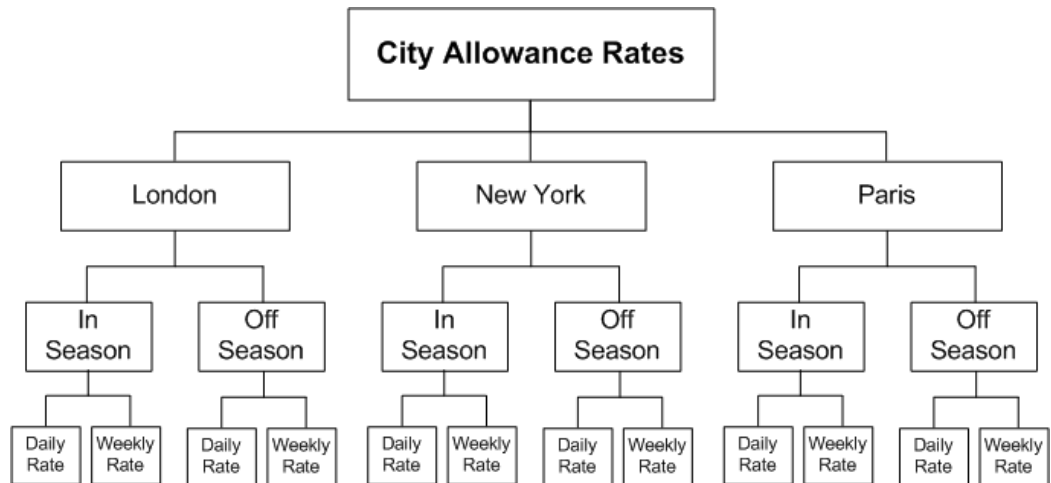 City Allowance Rates
London
New York
Paris
In
Season
Off
Season
In
Season
Off
Season
In
Season
Off
Season
Daily
Rate
Weekly
Rate
Daily
Rate
Weekly
Rate
Daily
Rate
Weekly
Rate
Daily
Rate
Weekly
Rate
Daily
Rate
Weekly
Rate
Daily
Rate
Weekly
Rate